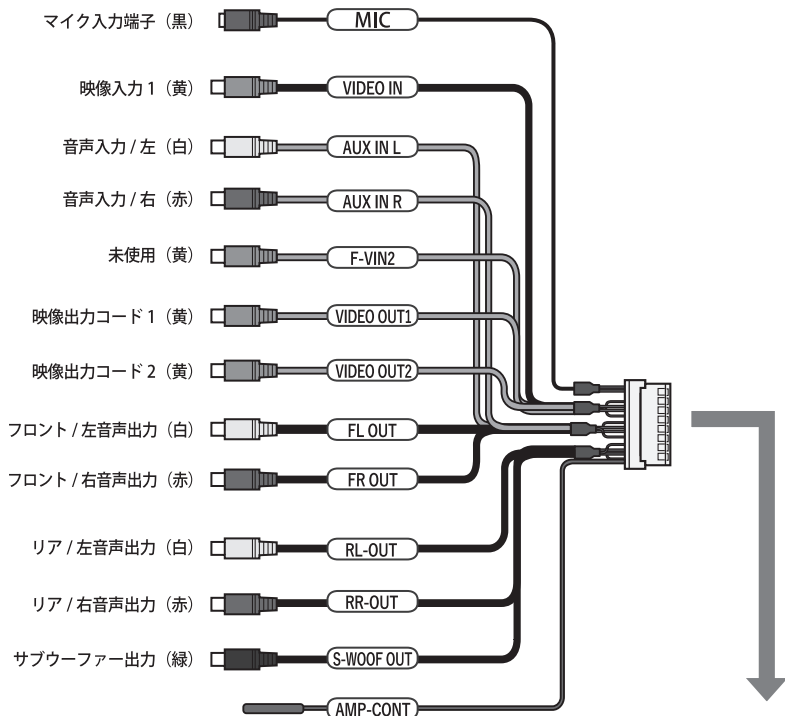 マイク入力端子（黒） MIC
映像入力 1（黄） VIDEO IN
音声入力 / 左（白） AUX IN L
音声入力 / 右（赤） AUX IN R
未使用（黄） F-VIN2
映像出力コード 1（黄） VIDEO OUT1
映像出力コード 2（黄） VIDEO OUT2
フロント / 左音声出力（白） FL OUT
フロント / 右音声出力（赤） FR OUT
リア / 左音声出力（白） RL-OUT
リア / 右音声出力（赤） RR-OUT
サブウーファー出力（緑） S-WOOF OUT
AMP-CONT